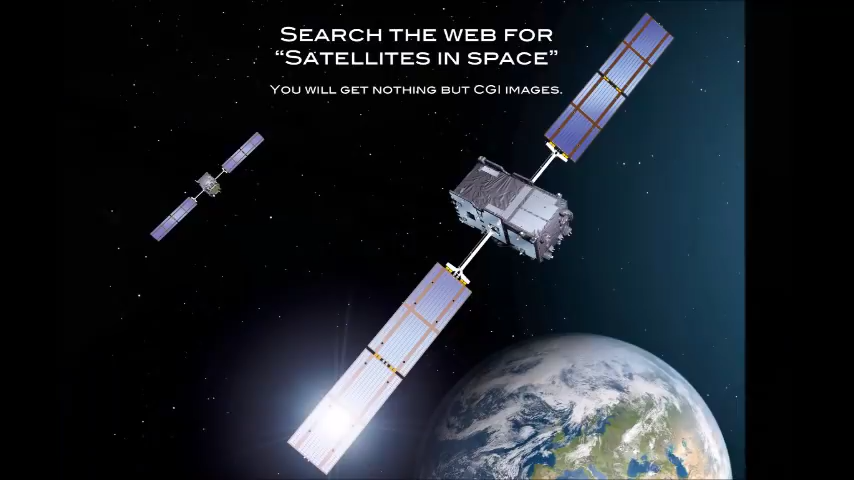 Search the web for
“Satellites in space”
You will get nothing but CGI images.